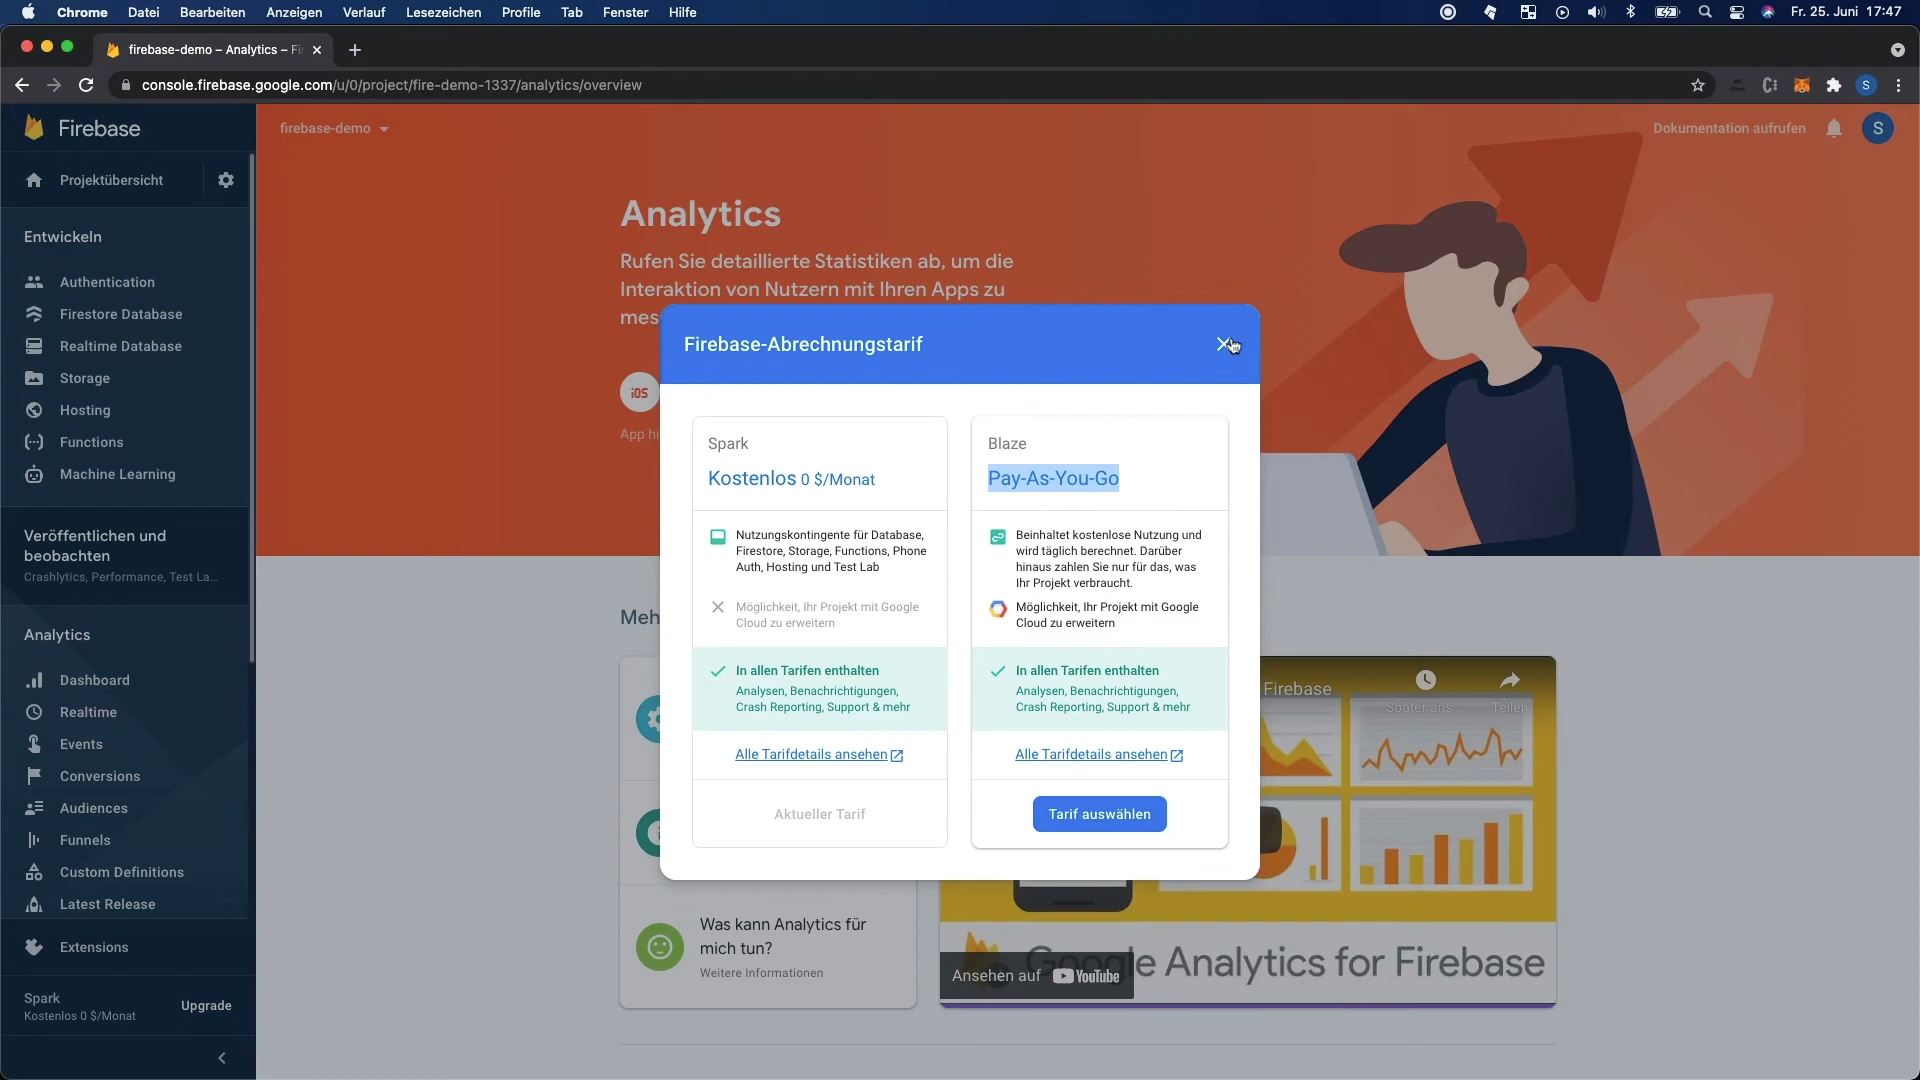 Chrome Datei Bearbeiten Anzeigen Verlauf Lesezeichen Profile Tab Fenster Hilfe
Fr. 25. Juni 17:47
firebase-demo – Analytics – Fi
console.firebase.google.com/u/0/project/fire-demo-1337/analytics/overview
S
Firebase
firebase-demo
Dokumentation aufrufen
S
Projektübersicht
Entwickeln
Authentication
Firestore Database
Realtime Database
Storage
Hosting
Functions
Machine Learning
Veröffentlichen und
beobachten
Crashlytics, Performance, Test La...
Analytics
Dashboard
Realtime
Events
Conversions
Audiences
Funnels
Custom Definitions
Latest Release
Extensions
Spark
Kostenlos 0 $/Monat
Upgrade
Analytics
Rufen Sie detaillierte Statistiken ab, um die
Interaktion von Nutzern mit Ihren Apps zu
mes
iOS
App hi
Meh
Firebase-Abrechnungstarif
Spark
Kostenlos 0 $/Monat
Nutzungskontingente für Database,
Firestore, Storage, Functions, Phone
Auth, Hosting und Test Lab
Möglichkeit, Ihr Projekt mit Google
Cloud zu erweitern
In allen Tarifen enthalten
Analysen, Benachrichtigungen,
Crash Reporting, Support & mehr
Alle Tarifdetails ansehen
Aktueller Tarif
Blaze
Pay-As-You-Go
Beinhaltet kostenlose Nutzung und
wird täglich berechnet. Darüber
hinaus zahlen Sie nur für das, was
Ihr Projekt verbraucht.
Möglichkeit, Ihr Projekt mit Google
Cloud zu erweitern
In allen Tarifen enthalten
Analysen, Benachrichtigungen,
Crash Reporting, Support & mehr
Alle Tarifdetails ansehen
Tarif auswählen
Firebase
Später ans...
Teilen
Was kann Analytics für
mich tun?
Weitere Informationen
Google Analytics for Firebase
Ansehen auf YouTube